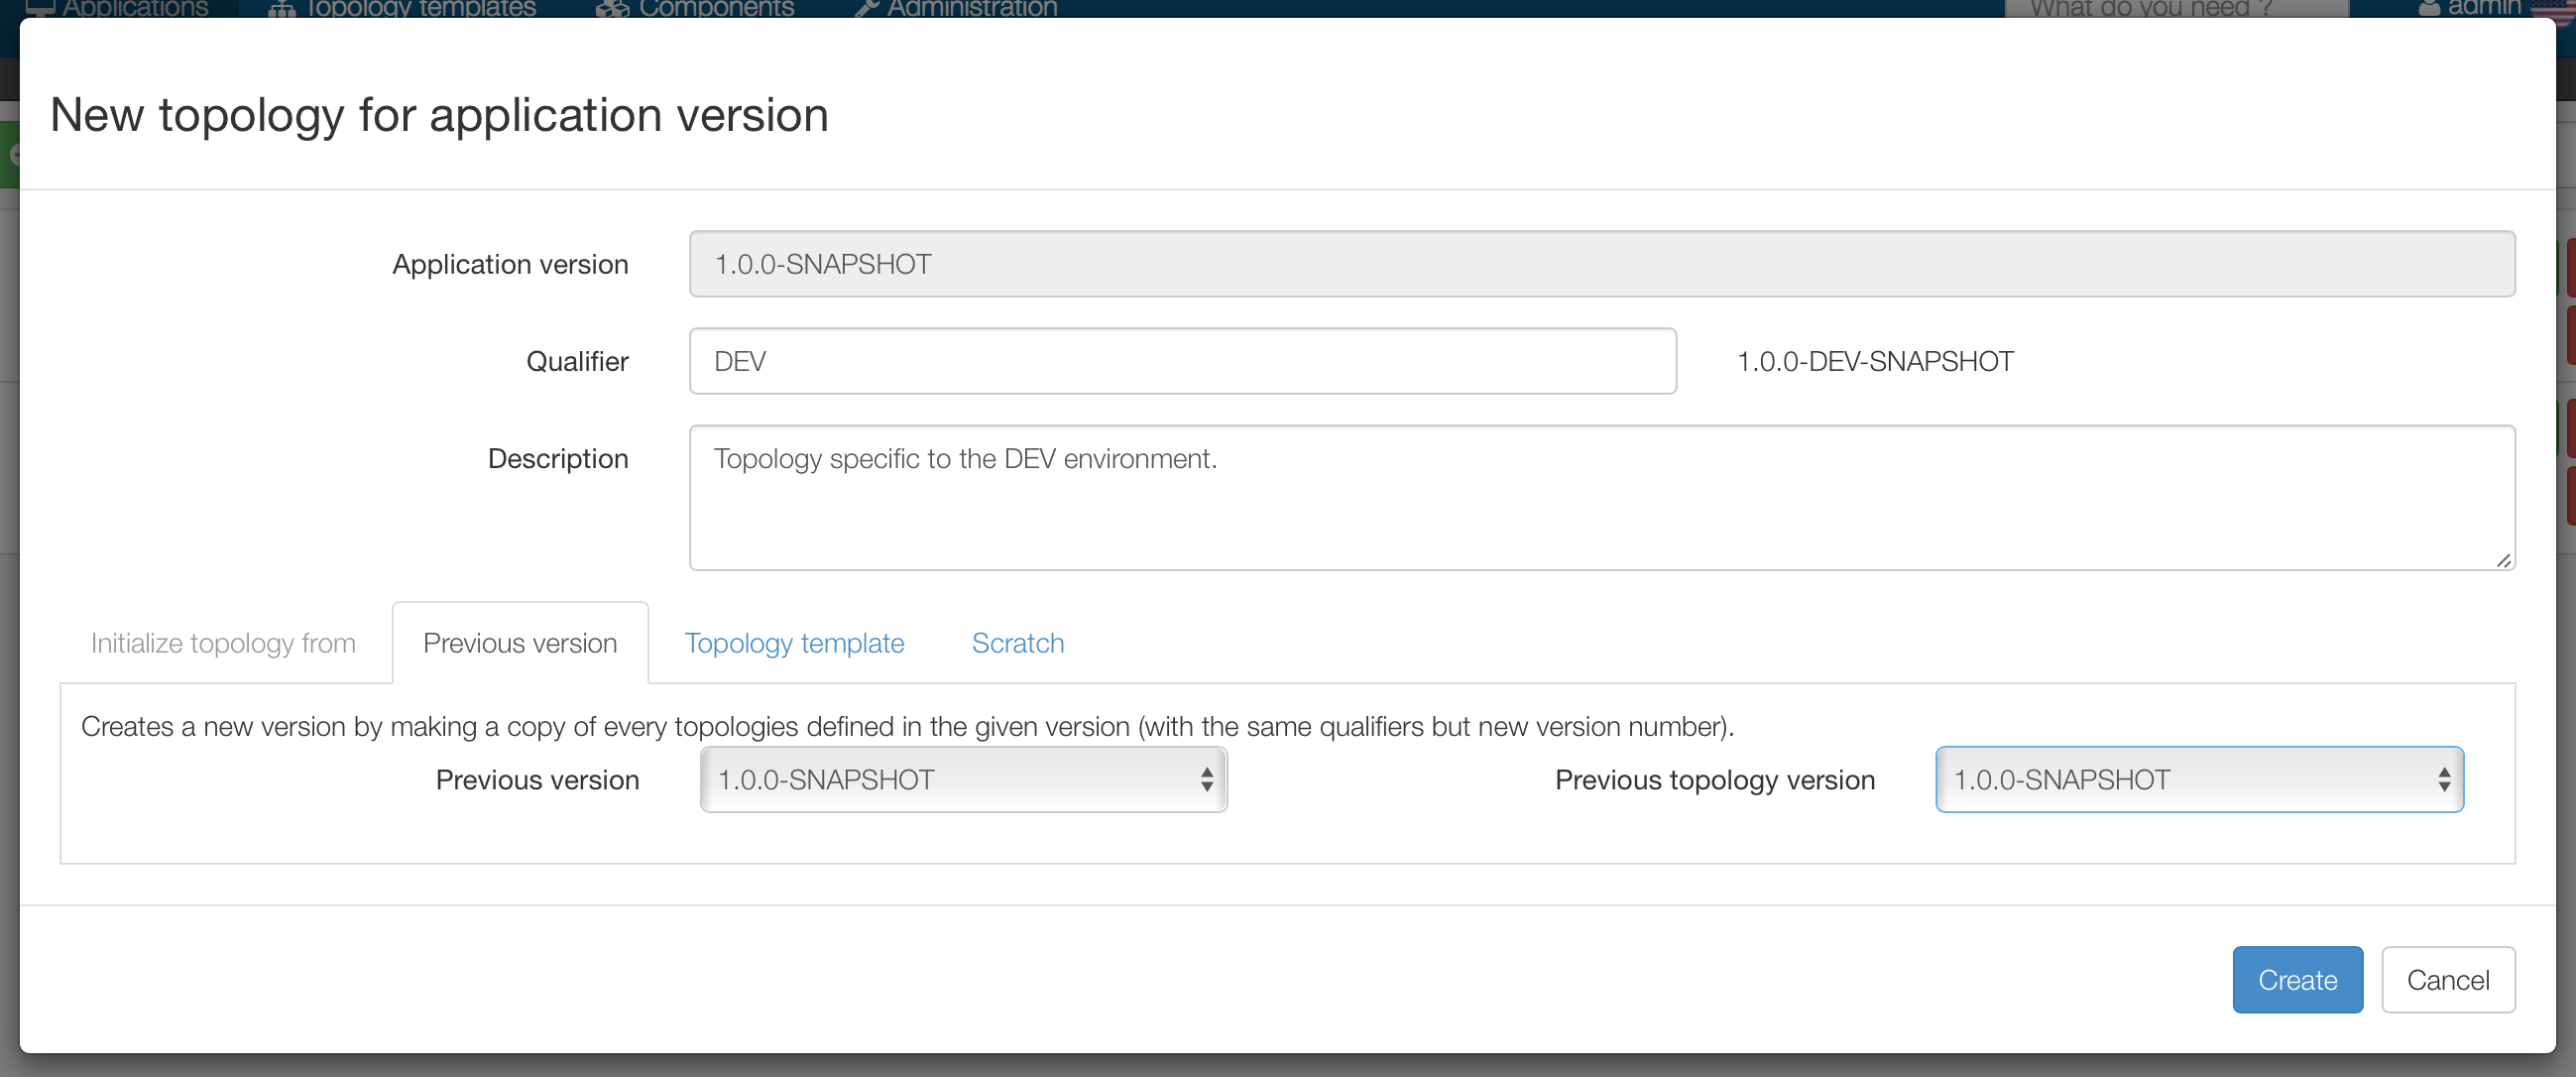 Applications Topology templates Components Administration What do you need ? admin
New topology for application version
Application version 1.0.0-SNAPSHOT
Qualifier DEV 1.0.0-DEV-SNAPSHOT
Description Topology specific to the DEV environment.
Initialize topology from Previous version Topology template Scratch
Creates a new version by making a copy of every topologies defined in the given version (with the same qualifiers but new version number).
Previous version 1.0.0-SNAPSHOT Previous topology version 1.0.0-SNAPSHOT
Create Cancel